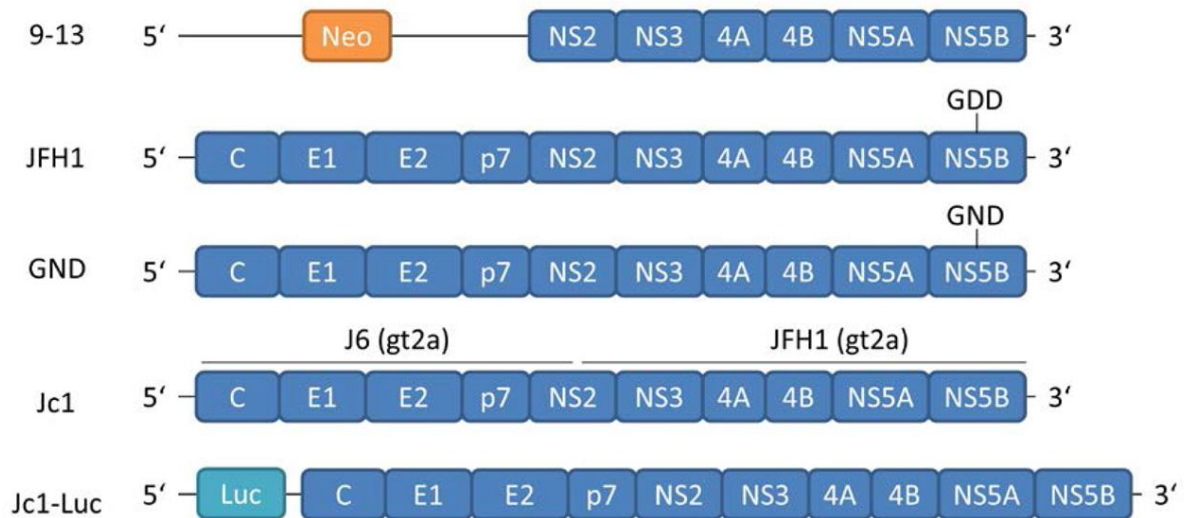 9-13 5‘ Neo NS2 NS3 4A 4B NS5A NS5B 3‘
GDD
JFH1 5‘ C E1 E2 p7 NS2 NS3 4A 4B NS5A NS5B 3‘
GND
GND 5‘ C E1 E2 p7 NS2 NS3 4A 4B NS5A NS5B 3‘
J6 (gt2a) JFH1 (gt2a)
Jc1 5‘ C E1 E2 p7 NS2 NS3 4A 4B NS5A NS5B 3‘
Jc1-Luc 5‘ Luc C E1 E2 p7 NS2 NS3 4A 4B NS5A NS5B 3‘